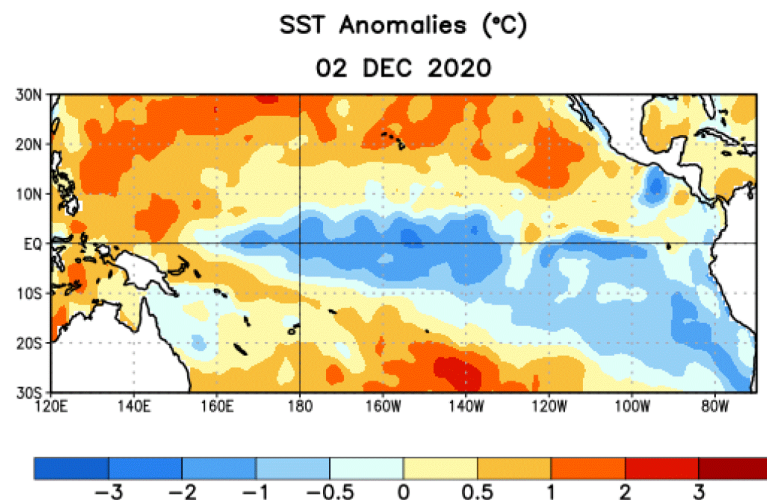 SST Anomalies (°C)
02 DEC 2020
30N
20N
10N
EQ
10S
20S
30S
120E 140E 160E 180 160W 140W 120W 100W 80W
-3 -2 -1 -0.5 0 0.5 1 2 3